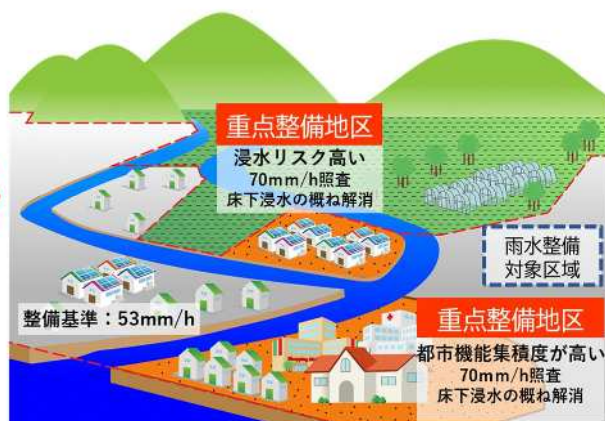 重点整備地区
浸水リスク高い
70mm/h照査
床下浸水の概ね解消
雨水整備
対象区域
整備基準：53mm/h
重点整備地区
都市機能集積度が高い
70mm/h照査
床下浸水の概ね解消